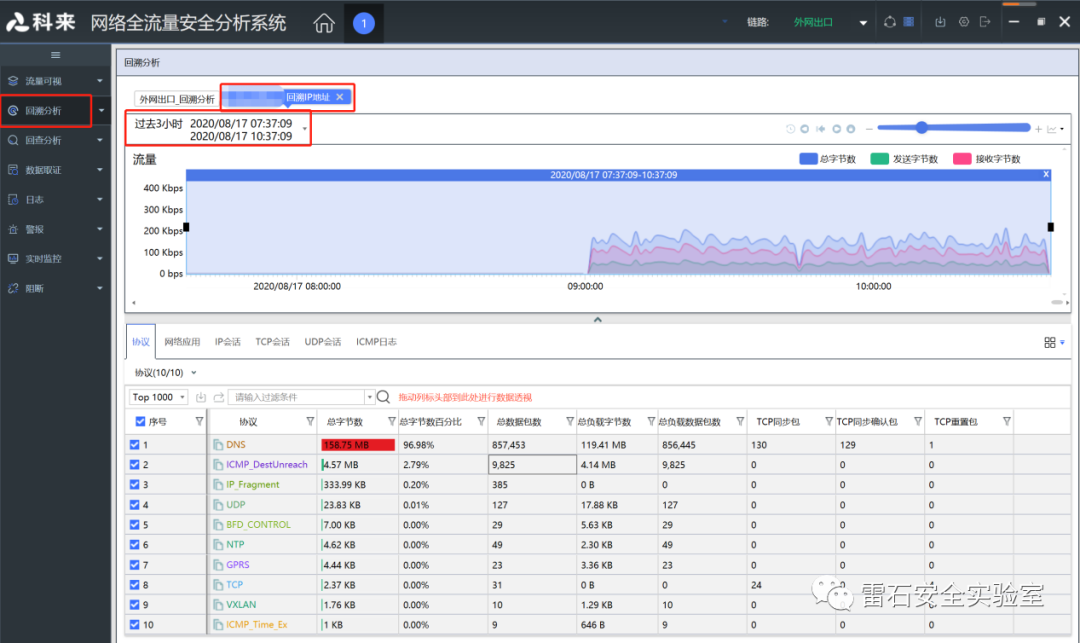 科来 网络全流量安全分析系统 1 链路: 外网出口
流量可视
回溯分析
回查分析
数据取证
日志
警报
实时监控
阻断
回溯分析
外网出口_回溯分析 回溯IP地址 X
过去3小时 2020/08/17 07:37:09
2020/08/17 10:37:09
流量 总字节数 发送字节数 接收字节数
2020/08/17 07:37:09-10:37:09 X
400 Kbps
300 Kbps
200 Kbps
100 Kbps
0 bps
2020/08/17 08:00:00 09:00:00 10:00:00
协议 网络应用 IP会话 TCP会话 UDP会话 ICMP日志
协议(10/10)
Top 1000 请输入过滤条件 拖动列标头部到此处进行数据透视
序号 协议 总字节数 总字节数百分比 总数据包数 总负载字节数 总负载数据包数 TCP同步包 TCP同步确认包 TCP重置包
1 DNS 158.75 MB 96.98% 857,453 119.41 MB 856,445 130 129 1
2 ICMP_DestUnreach 4.57 MB 2.79% 9,825 4.14 MB 9,825 0 0 0
3 IP_Fragment 333.99 KB 0.20% 385 0 B 0 0 0 0
4 UDP 23.83 KB 0.01% 127 17.88 KB 127 0 0 0
5 BFD_CONTROL 7.00 KB 0.00% 29 5.63 KB 29 0 0 0
6 NTP 4.62 KB 0.00% 49 2.30 KB 49 0 0 0
7 GPRS 4.44 KB 0.00% 23 3.36 KB 23 0 0 0
8 TCP 2.37 KB 0.00% 31 0 B 0 24 0 0
9 VXLAN 1.76 KB 0.00% 10 1.29 KB 10 0 0 0
10 ICMP_Time_Ex 1 KB 0.00% 9 646 B 9 0 0 0
雷石安全实验室